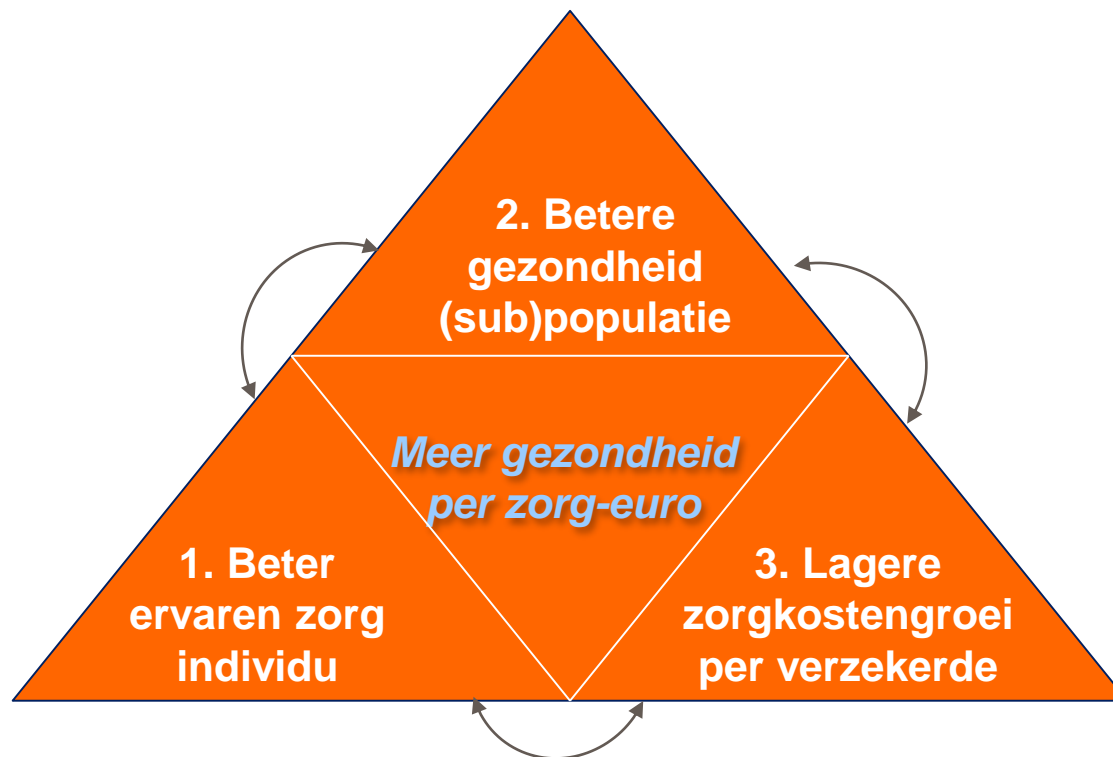 2. Betere
gezondheid
(sub)populatie
Meer gezondheid
per zorg-euro
1. Beter
ervaren zorg
individu
3. Lagere
zorgkostengroei
per verzekerde